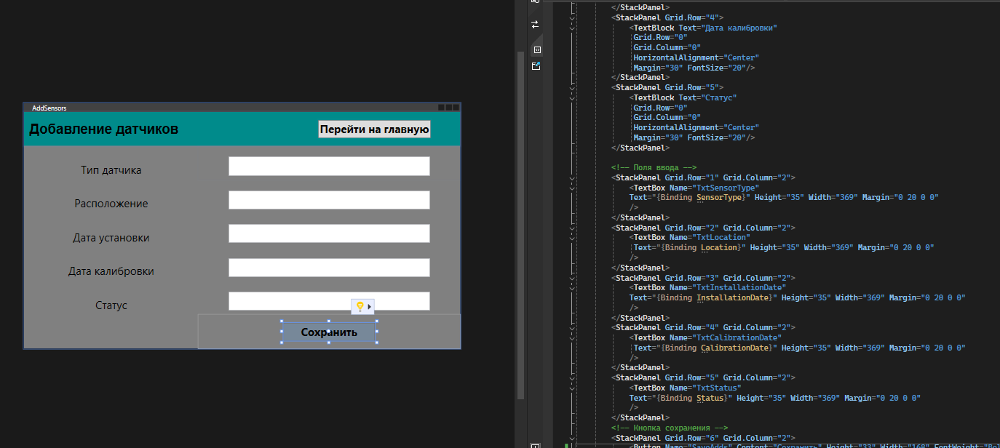 AddSensors
Добавление датчиков
Перейти на главную
Тип датчика
Расположение
Дата установки
Дата калибровки
Статус
Сохранить
</StackPanel>
<StackPanel Grid.Row="4">
<TextBlock Text="Дата калибровки"
Grid.Row="0"
Grid.Column="0"
HorizontalAlignment="Center"
Margin="30" FontSize="20"/>
</StackPanel>
<StackPanel Grid.Row="5">
<TextBlock Text="Статус"
Grid.Row="0"
Grid.Column="0"
HorizontalAlignment="Center"
Margin="30" FontSize="20"/>
</StackPanel>
<!-- Поля ввода -->
<StackPanel Grid.Row="1" Grid.Column="2">
<TextBox Name="TxtSensorType"
Text="{Binding SensorType}" Height="35" Width="369" Margin="0 20 0 0"
/>
</StackPanel>
<StackPanel Grid.Row="2" Grid.Column="2">
<TextBox Name="TxtLocation"
Text="{Binding Location}" Height="35" Width="369" Margin="0 20 0 0"
/>
</StackPanel>
<StackPanel Grid.Row="3" Grid.Column="2">
<TextBox Name="TxtInstallationDate"
Text="{Binding InstallationDate}" Height="35" Width="369" Margin="0 20 0 0"
/>
</StackPanel>
<StackPanel Grid.Row="4" Grid.Column="2">
<TextBox Name="TxtCalibrationDate"
Text="{Binding CalibrationDate}" Height="35" Width="369" Margin="0 20 0 0"
/>
</StackPanel>
<StackPanel Grid.Row="5" Grid.Column="2">
<TextBox Name="TxtStatus"
Text="{Binding Status}" Height="35" Width="369" Margin="0 20 0 0"
/>
</StackPanel>
<!-- Кнопка сохранения -->
<StackPanel Grid.Row="6" Grid.Column="2">
<Button Name="SaveAdds" Content="Сохранить" Height="33" Width="168"